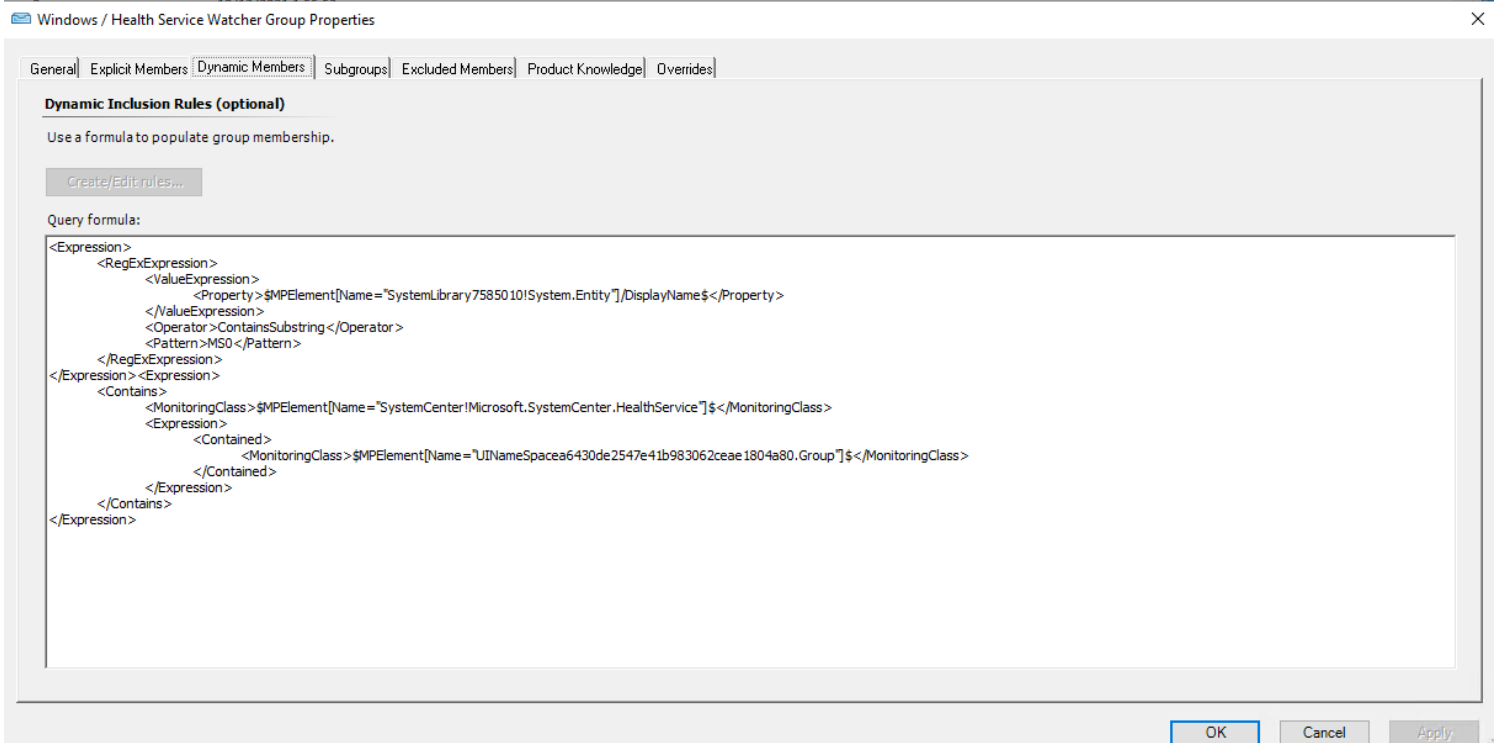 Windows / Health Service Watcher Group Properties
General Explicit Members Dynamic Members Subgroups Excluded Members Product Knowledge Overrides
Dynamic Inclusion Rules (optional)
Use a formula to populate group membership.
Create/Edit rules...
Query formula:
<Expression>
<RegExExpression>
<ValueExpression>
<Property>$MPElement[Name="SystemLibrary7585010!System.Entity"]/DisplayName$</Property>
</ValueExpression>
<Operator>ContainsSubstring</Operator>
<Pattern>MS0</Pattern>
</RegExExpression>
</Expression><Expression>
<Contains>
<MonitoringClass>$MPElement[Name="SystemCenter!Microsoft.SystemCenter.HealthService"]$</MonitoringClass>
<Expression>
<Contained>
<MonitoringClass>$MPElement[Name="UINameSpacea6430de2547e41b983062ceae1804a80.Group"]$</MonitoringClass>
</Contained>
</Expression>
</Contains>
</Expression>
OK Cancel Apply